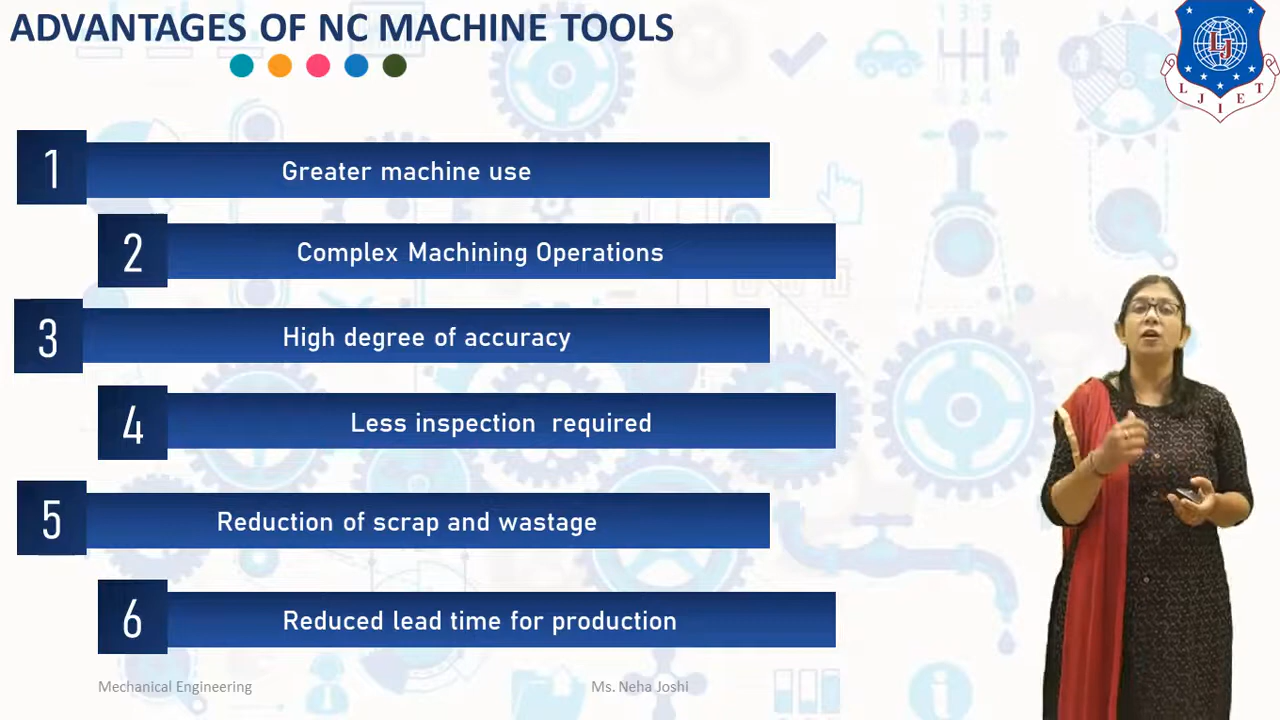 ADVANTAGES OF NC MACHINE TOOLS
LJIET
1 Greater machine use
2 Complex Machining Operations
3 High degree of accuracy
4 Less inspection required
5 Reduction of scrap and wastage
6 Reduced lead time for production
Mechanical Engineering
Ms. Neha Joshi